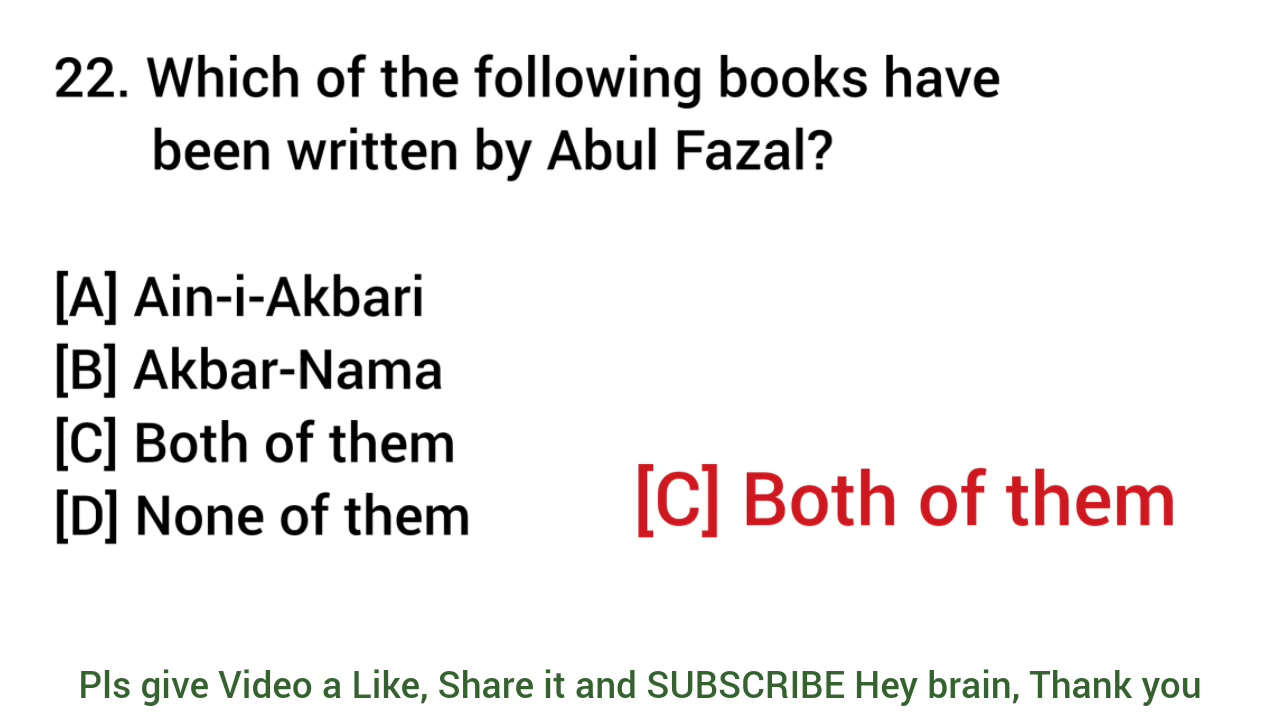 22. Which of the following books have
been written by Abul Fazal?
[A] Ain-i-Akbari
[B] Akbar-Nama
[C] Both of them
[D] None of them
[C] Both of them
Pls give Video a Like, Share it and SUBSCRIBE Hey brain, Thank you